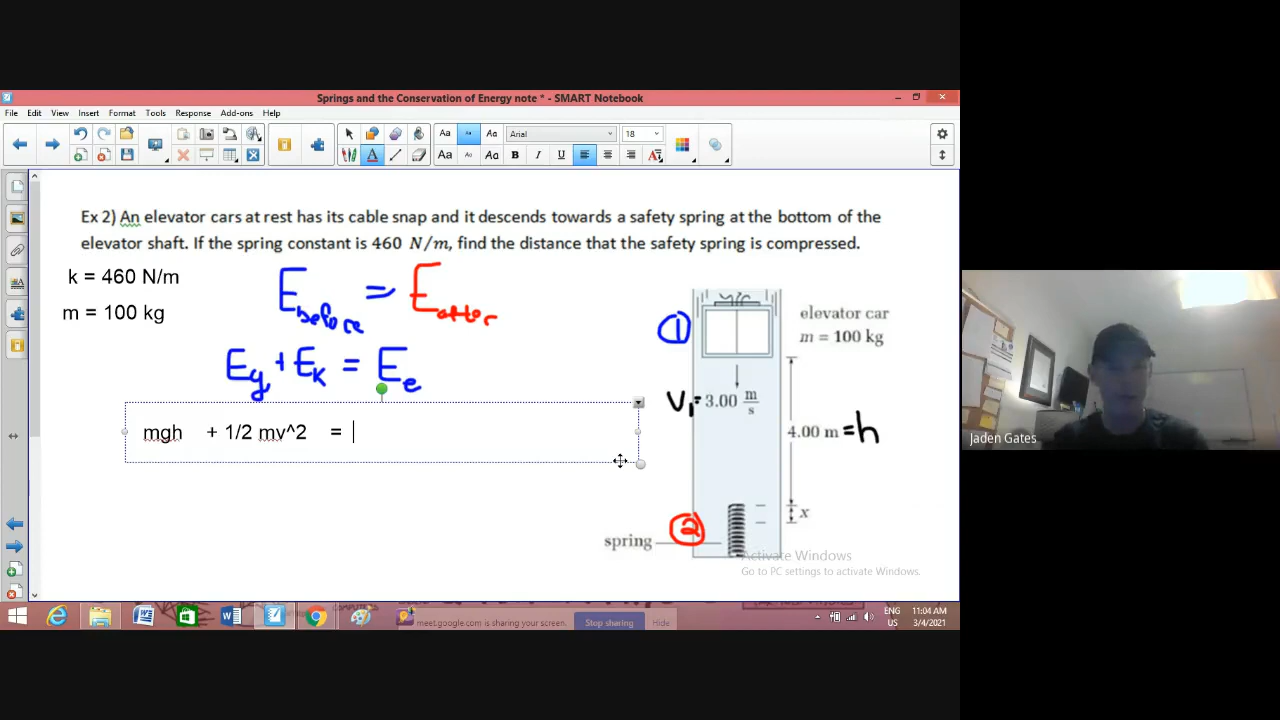 Springs and the Conservation of Energy note * - SMART Notebook
File Edit View Insert Format Tools Response Add-ons Help
Aa Aa Aa Arial 18
Aa Aa Aa B I U
Ex 2) An elevator cars at rest has its cable snap and it descends towards a safety spring at the bottom of the
elevator shaft. If the spring constant is 460 N/m, find the distance that the safety spring is compressed.
k = 460 N/m
m = 100 kg
E before = E after
Eg + Ek = Ee
mgh + 1/2 mv^2 =
1
elevator car
m = 100 kg
V1 = 3.00 m/s
4.00 m = h
x
2
spring
Activate Windows
Go to PC settings to activate Windows.
Jaden Gates
meet.google.com is sharing your screen. Stop sharing Hide
ENG
US
11:04 AM
3/4/2021